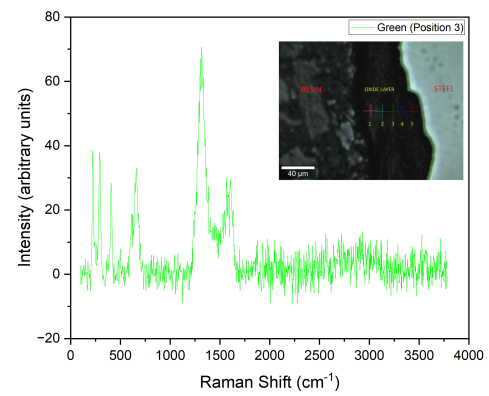 Green (Position 3)
RESIN
OXIDE LAYER
STEEL
1 2 3 4 5
40 μm
80
60
40
20
0
−20
Intensity (arbitrary units)
0 500 1000 1500 2000 2500 3000 3500 4000
Raman Shift (cm-1)